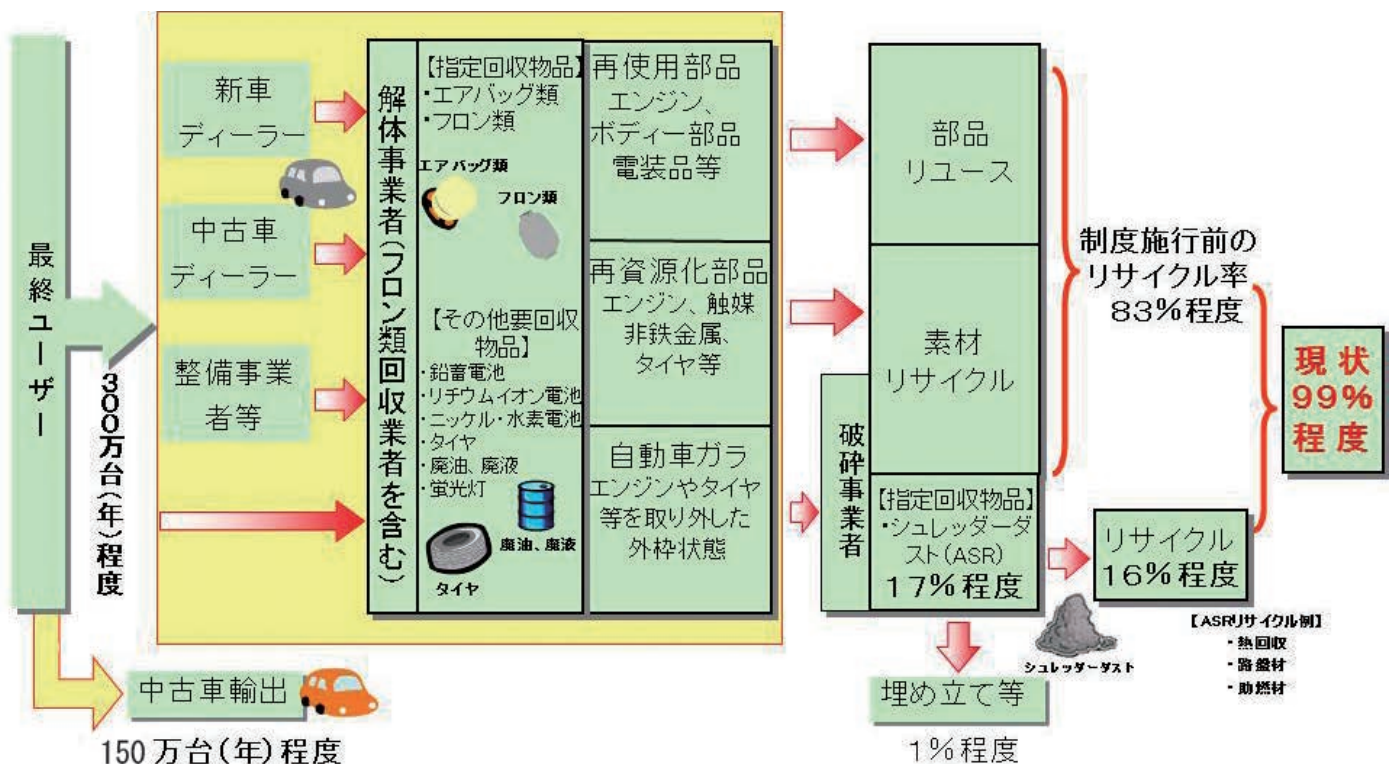 最終ユーザー
300万台(年)程度
新車
ディーラー
中古車
ディーラー
整備事業
者等
解体事業者(フロン類回収業者を含む)
【指定回収物品】
・エアバッグ類
・フロン類
エアバッグ類
フロン類
【その他要回収
物品】
・鉛蓄電池
・リチウムイオン電池
・ニッケル・水素電池
・タイヤ
・廃油、廃液
・蛍光灯
廃油、廃液
タイヤ
再使用部品
エンジン、
ボディー部品
電装品等
再資源化部品
エンジン、触媒
非鉄金属、
タイヤ等
自動車ガラ
エンジンやタイヤ
等を取り外した
外枠状態
部品
リユース
素材
リサイクル
破砕事業者
【指定回収物品】
・シュレッダーダ
スト(ASR)
17%程度
制度施行前の
リサイクル率
83%程度
現状
99%
程度
リサイクル
16%程度
【ASRリサイクル例】
・熱回収
・路盤材
・助燃材
シュレッダーダスト
埋め立て等
1%程度
中古車輸出
150万台(年)程度